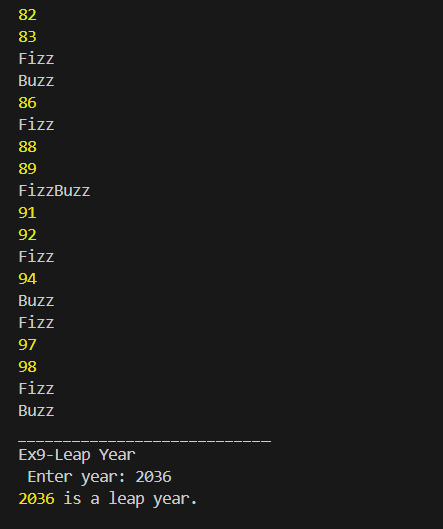 82
83
Fizz
Buzz
86
Fizz
88
89
FizzBuzz
91
92
Fizz
94
Buzz
Fizz
97
98
Fizz
Buzz
____________________________
Ex9-Leap Year
 Enter year: 2036
2036 is a leap year.